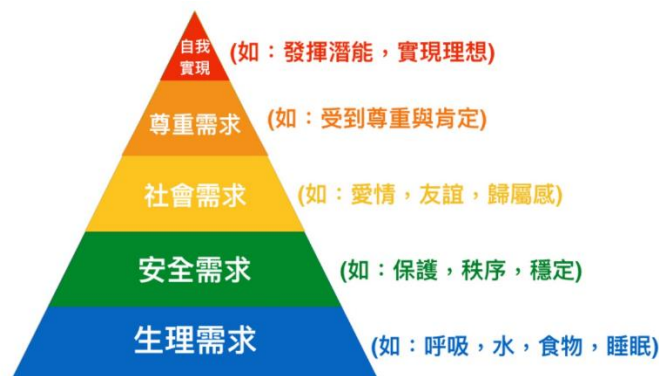 自我
實現
(如：發揮潛能，實現理想)
尊重需求
(如：受到尊重與肯定)
社會需求
(如：愛情，友誼，歸屬感)
安全需求
(如：保護，秩序，穩定)
生理需求
(如：呼吸，水，食物，睡眠)